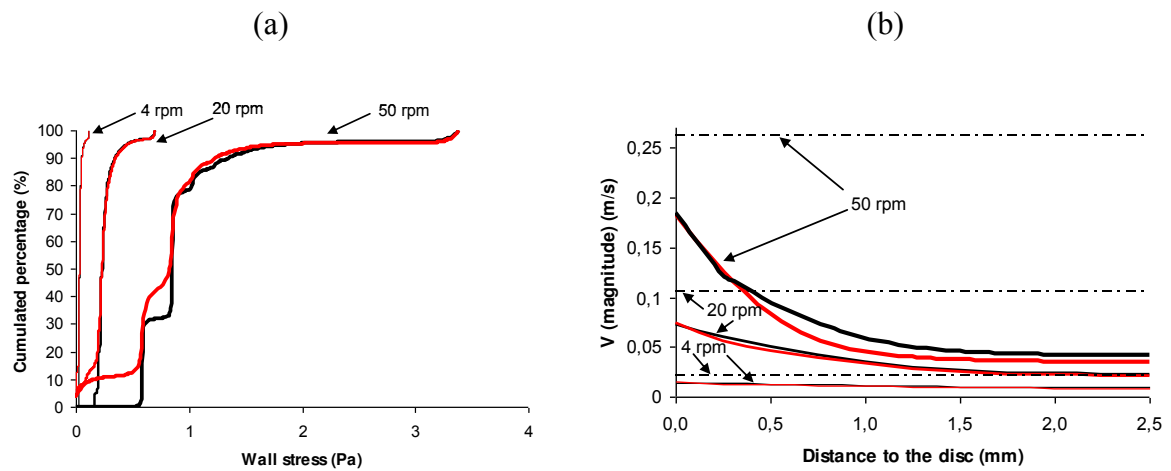 (a)
(b)
4 rpm
20 rpm
50 rpm
100
90
80
70
60
50
40
30
20
10
0
Cumulated percentage (%)
0
1
2
3
4
Wall stress (Pa)
0,25
0,2
0,15
0,1
0,05
0
V (magnitude) (m/s)
50 rpm
20 rpm
4 rpm
0,0
0,5
1,0
1,5
2,0
2,5
Distance to the disc (mm)